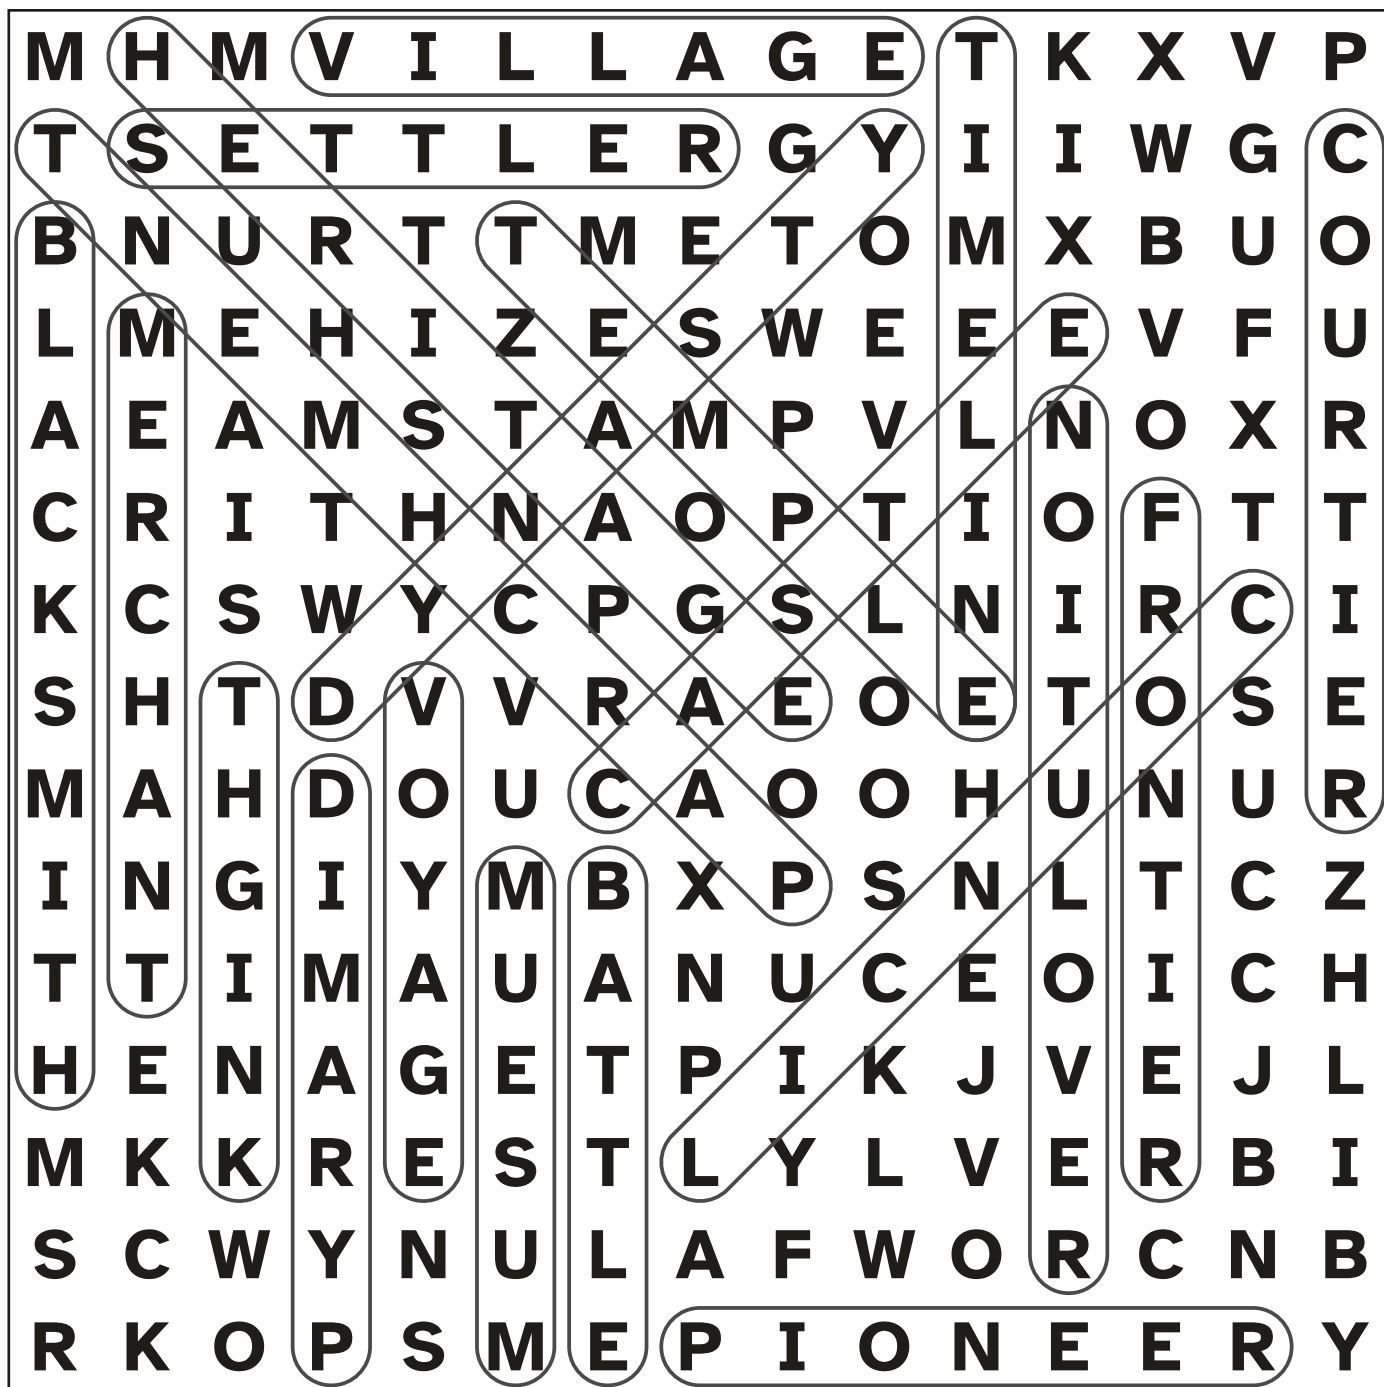 M H M V I L L A G E T K X V P
T S E T T L E R G Y I I W G C
B N U R T T M E T O M X B U O
L M E H I Z E S W E E E V F U
A E A M S T A M P V L N O X R
C R I T H N A O P T I O F T T
K C S W Y C P G S L N I R C I
S H T D V V R A E O E T O S E
M A H D O U C A O O H U N U R
I N G I Y M B X P S N L T C Z
T T I M A U A N U C E O I C H
H E N A G E T P I K J V E J L
M K K R E S T L Y L V E R B I
S C W Y N U L A F W O R C N B
R K O P S M E P I O N E E R Y